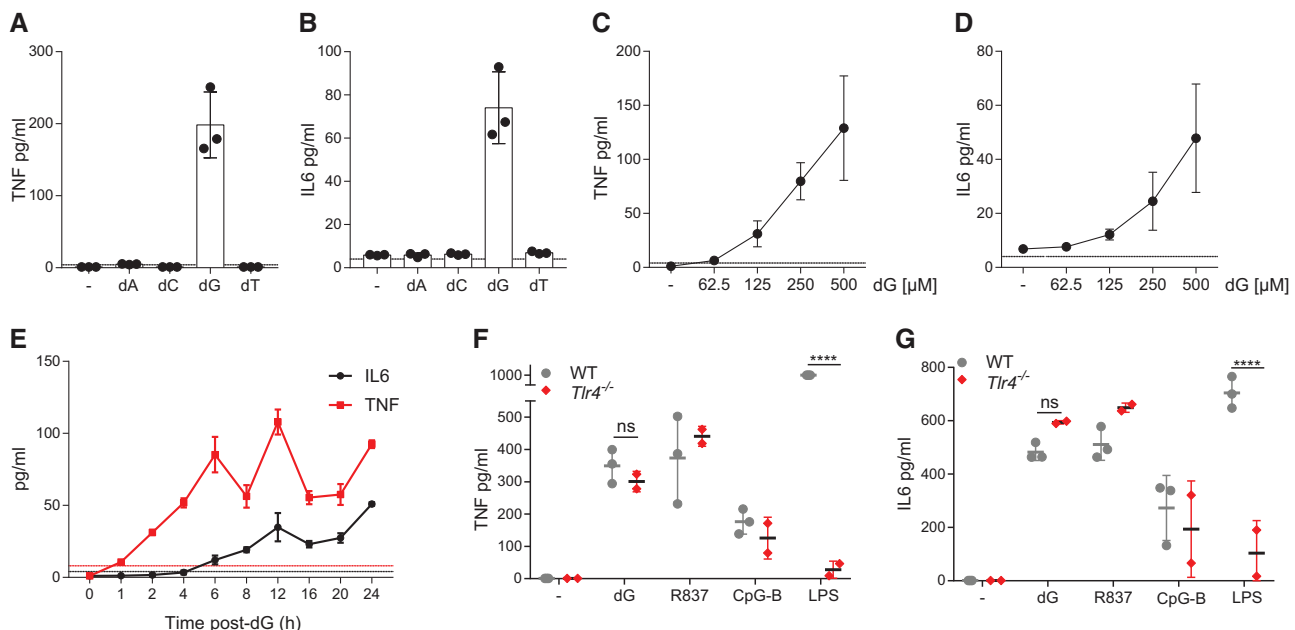 A
TNF pg/ml
300
200
100
0
- dA dC dG dT
B
IL6 pg/ml
100
80
60
40
20
0
- dA dC dG dT
C
TNF pg/ml
200
150
100
50
0
- 62.5 125 250 500 dG [µM]
D
IL6 pg/ml
80
60
40
20
0
- 62.5 125 250 500 dG [µM]
E
pg/ml
150
100
50
0
IL6
TNF
0 1 2 4 6 8 12 16 20 24
Time post-dG (h)
F
TNF pg/ml
1000
500
400
300
200
100
0
WT
Tlr4-/-
ns
****
- dG R837 CpG-B LPS
G
IL6 pg/ml
800
600
400
200
0
WT
Tlr4-/-
ns
****
- dG R837 CpG-B LPS